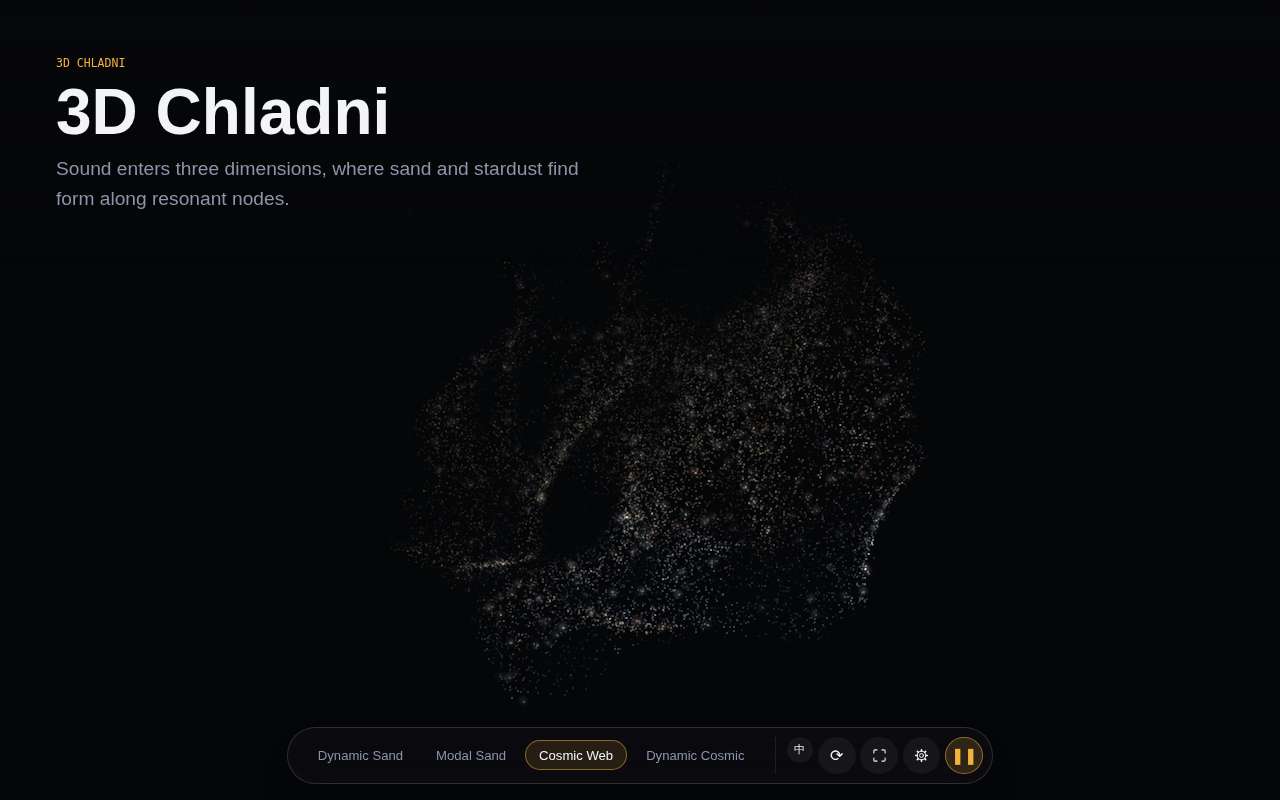 3D CHLADNI
3D Chladni
Sound enters three dimensions, where sand and stardust find
form along resonant nodes.
Dynamic Sand
Modal Sand
Cosmic Web
Dynamic Cosmic
中